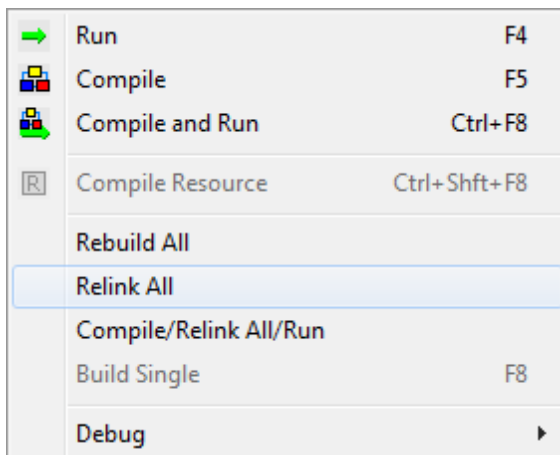 Run F4
Compile F5
Compile and Run Ctrl+F8
R Compile Resource Ctrl+Shft+F8
Rebuild All
Relink All
Compile/Relink All/Run
Build Single F8
Debug